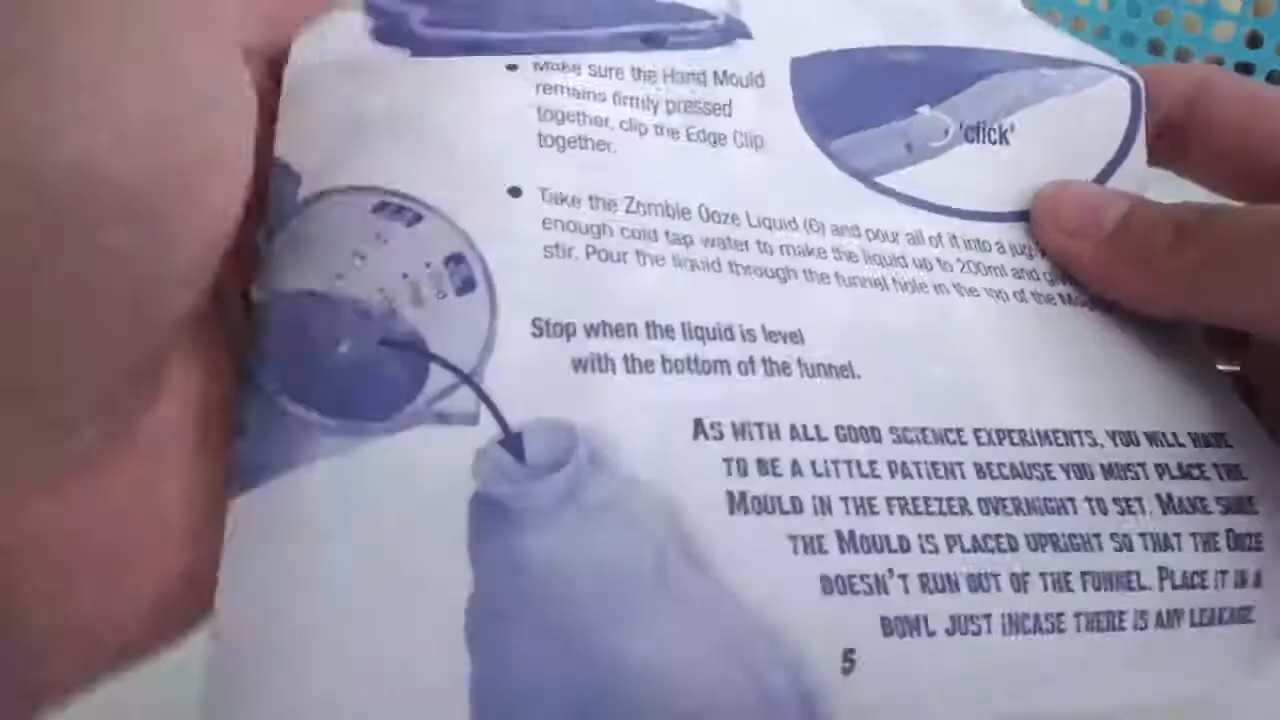 Make sure the Hand Mould
remains firmly pressed
together, clip the Edge Clip
together.
'click'
Take the Zombie Ooze Liquid (6) and pour all of it into a jug,
enough cold tap water to make the liquid up to 200ml and
stir. Pour the liquid through the funnel hole in the top of the
Stop when the liquid is level
with the bottom of the funnel.
AS WITH ALL GOOD SCIENCE EXPERIMENTS, YOU WILL HAVE
TO BE A LITTLE PATIENT BECAUSE YOU MUST PLACE THE
MOULD IN THE FREEZER OVERNIGHT TO SET. MAKE SURE
THE MOULD IS PLACED UPRIGHT SO THAT THE OOZE
DOESN'T RUN OUT OF THE FUNNEL. PLACE IT IN A
BOWL JUST INCASE THERE IS ANY LEAKAGE.
5